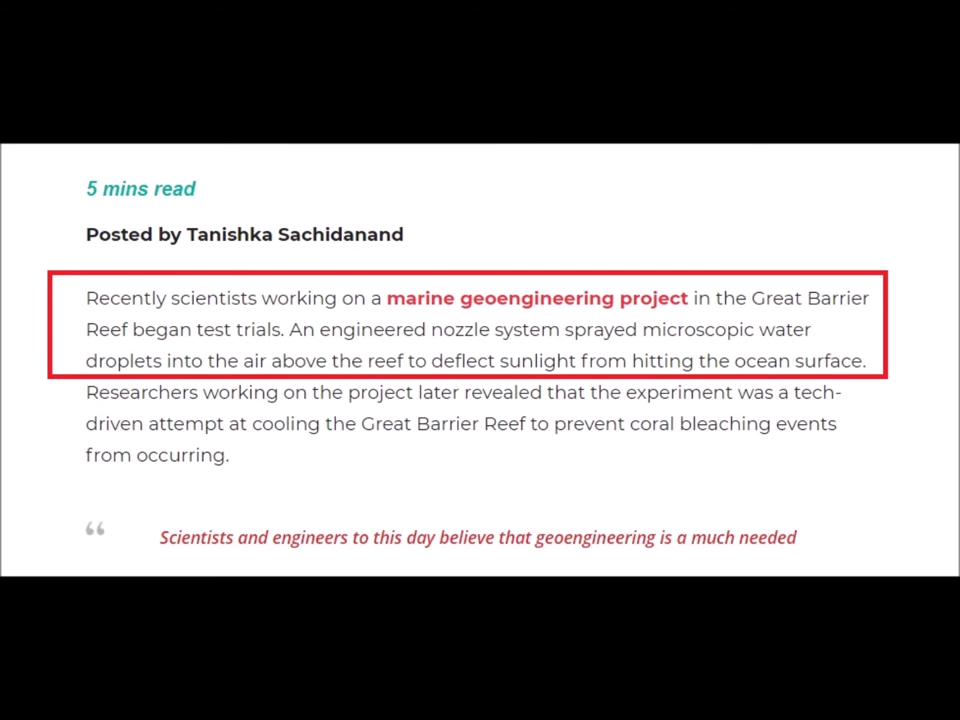 5 mins read
Posted by Tanishka Sachidanand
Recently scientists working on a marine geoengineering project in the Great Barrier
Reef began test trials. An engineered nozzle system sprayed microscopic water
droplets into the air above the reef to deflect sunlight from hitting the ocean surface.
Researchers working on the project later revealed that the experiment was a tech-
driven attempt at cooling the Great Barrier Reef to prevent coral bleaching events
from occurring.
“
Scientists and engineers to this day believe that geoengineering is a much needed